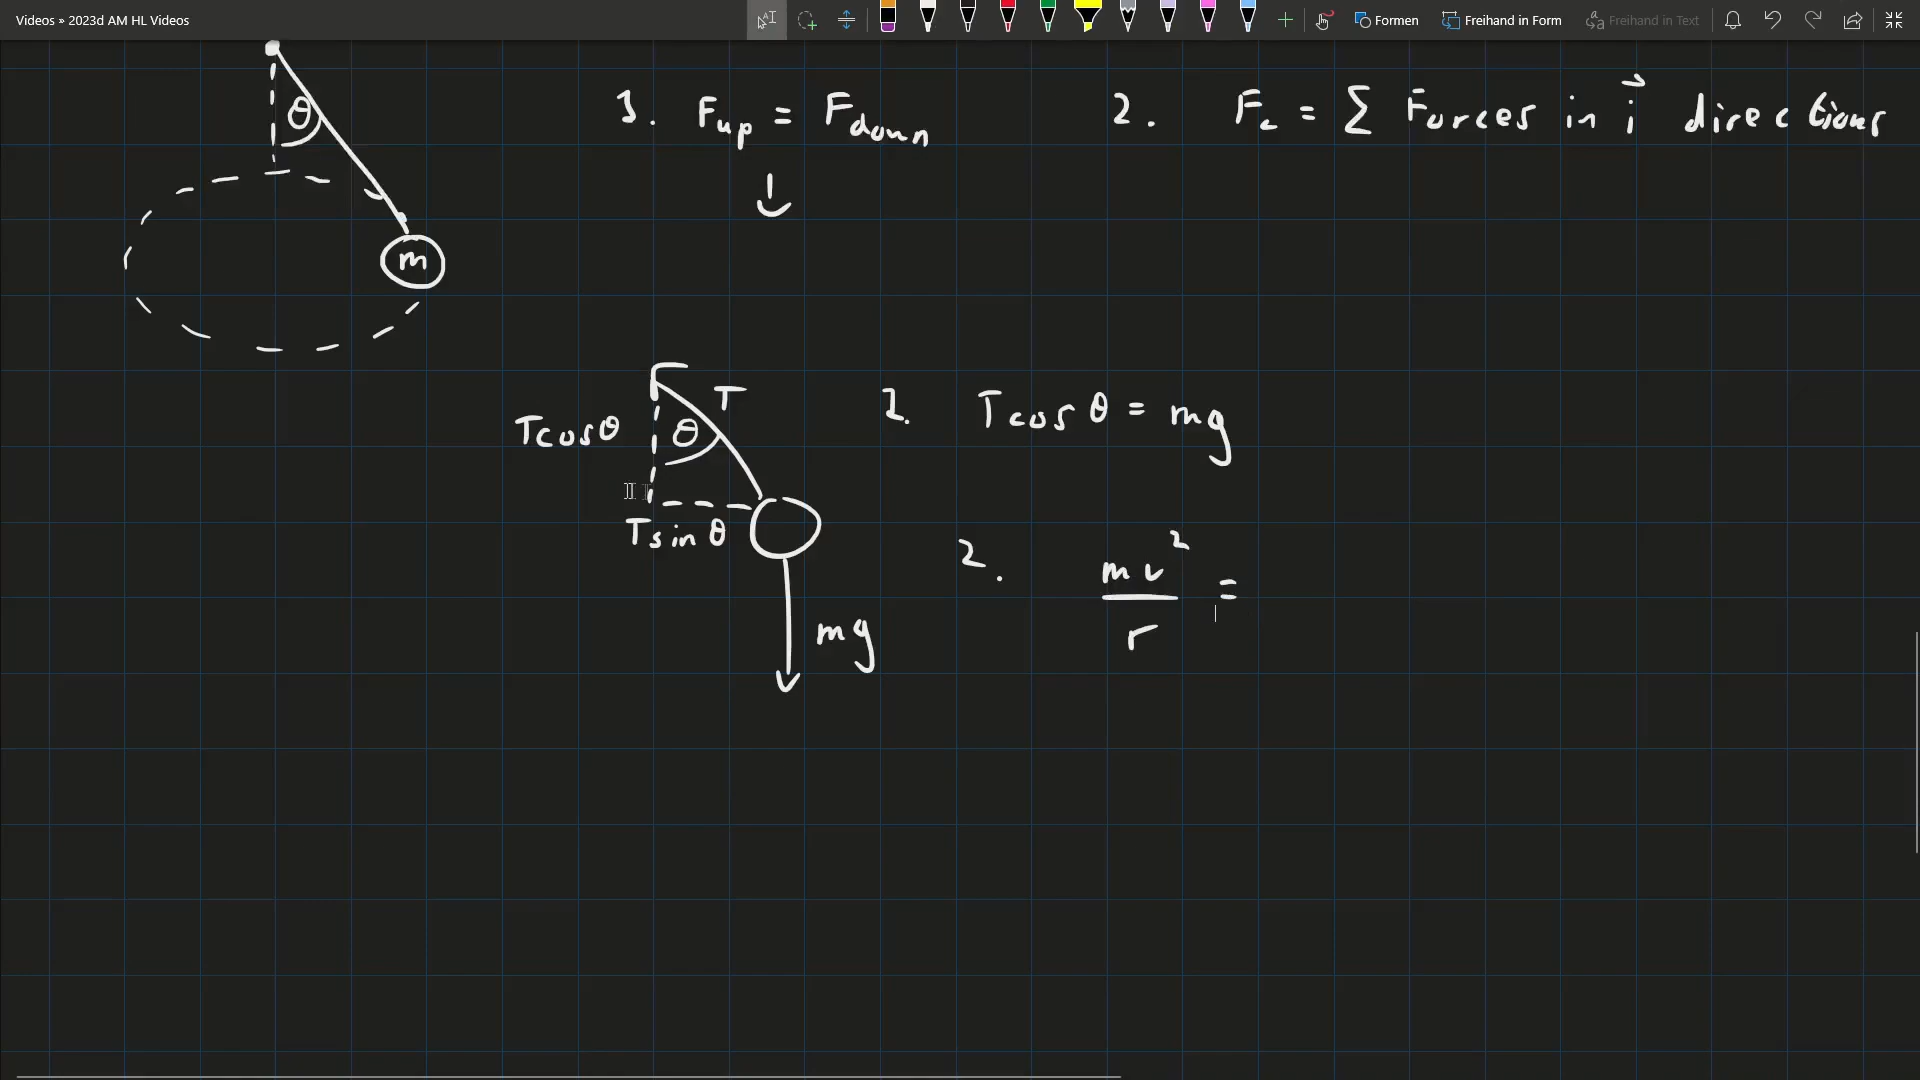 Videos » 2023d AM HL Videos
Formen
Freihand in Form
Freihand in Text
θ
m
1. Fup = Fdown
2. Fc = Σ Forces in i⃗ directions
T
θ
Tcosθ
Tsinθ
mg
1. Tcosθ = mg
2. mv²/r =